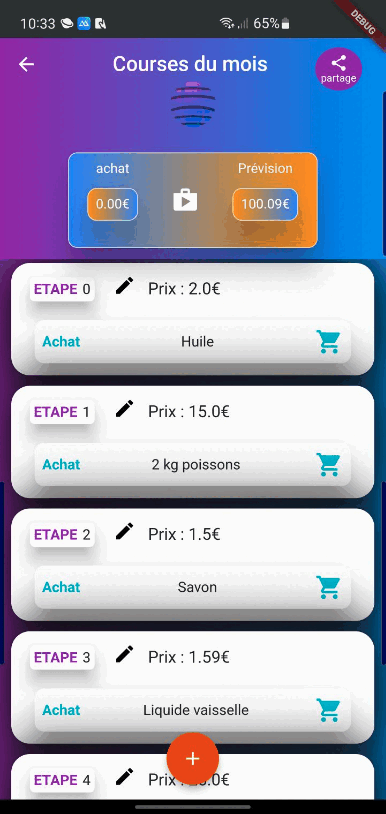 10:33
65%
DEBUG
Courses du mois
partage
achat
Prévision
0.00€
100.09€
ETAPE 0
Prix : 2.0€
Achat
Huile
ETAPE 1
Prix : 15.0€
Achat
2 kg poissons
ETAPE 2
Prix : 1.5€
Achat
Savon
ETAPE 3
Prix : 1.59€
Achat
Liquide vaisselle
+
ETAPE 4